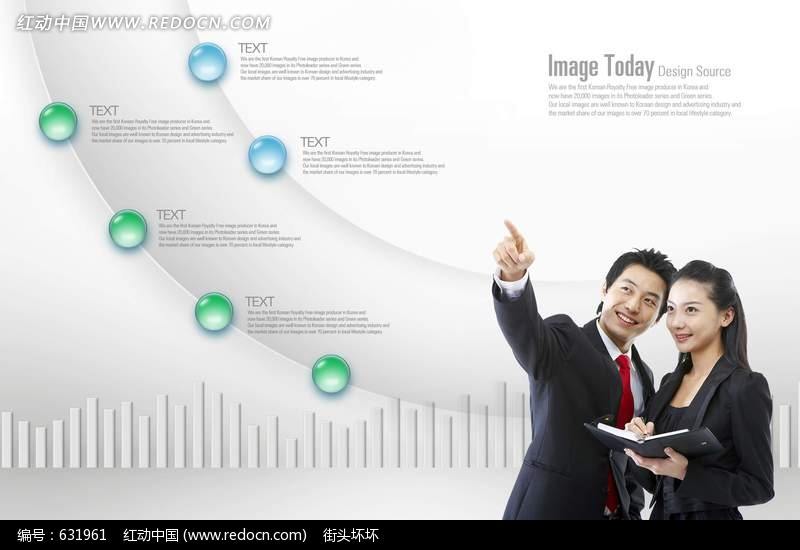 红动中国 WWW.REDOCN.COM
TEXT
We are the first Korean Royalty Free image producer in Korea and
now have 20,000 images in its Photoleader series and Green series.
Our local images are well known to Korean design and advertising industry and
the market share of our images is over 70 percent in local lifestyle category.
Image Today Design Source
We are the first Korean Royalty Free image producer in Korea and
now have 20,000 images in its Photoleader series and Green series.
Our local images are well known to Korean design and advertising industry and
the market share of our images is over 70 percent in local lifestyle category.
TEXT
We are the first Korean Royalty Free image producer in Korea and
now have 20,000 images in its Photoleader series and Green series.
Our local images are well known to Korean design and advertising industry and
the market share of our images is over 70 percent in local lifestyle category.
TEXT
We are the first Korean Royalty Free image producer in Korea and
now have 20,000 images in its Photoleader series and Green series.
Our local images are well known to Korean design and advertising industry and
the market share of our images is over 70 percent in local lifestyle category.
TEXT
We are the first Korean Royalty Free image producer in Korea and
now have 20,000 images in its Photoleader series and Green series.
Our local images are well known to Korean design and advertising industry and
the market share of our images is over 70 percent in local lifestyle category.
TEXT
We are the first Korean Royalty Free image producer in Korea and
now have 20,000 images in its Photoleader series and Green series.
Our local images are well known to Korean design and advertising industry and
the market share of our images is over 70 percent in local lifestyle category.
编号：631961 红动中国 (www.redocn.com) 街头坏坏